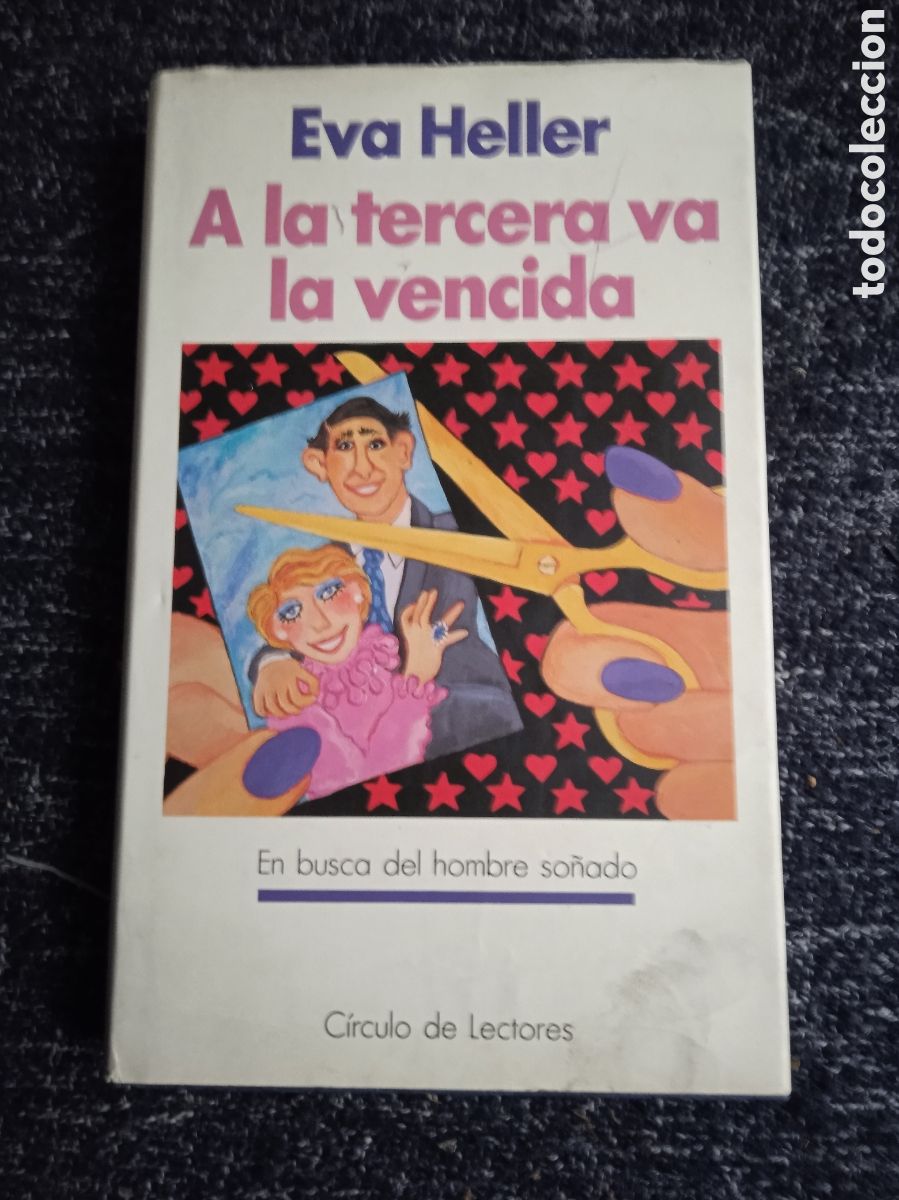 Eva Heller
A la tercera va
la vencida
En busca del hombre soñado
Círculo de Lectores
todocoleccion